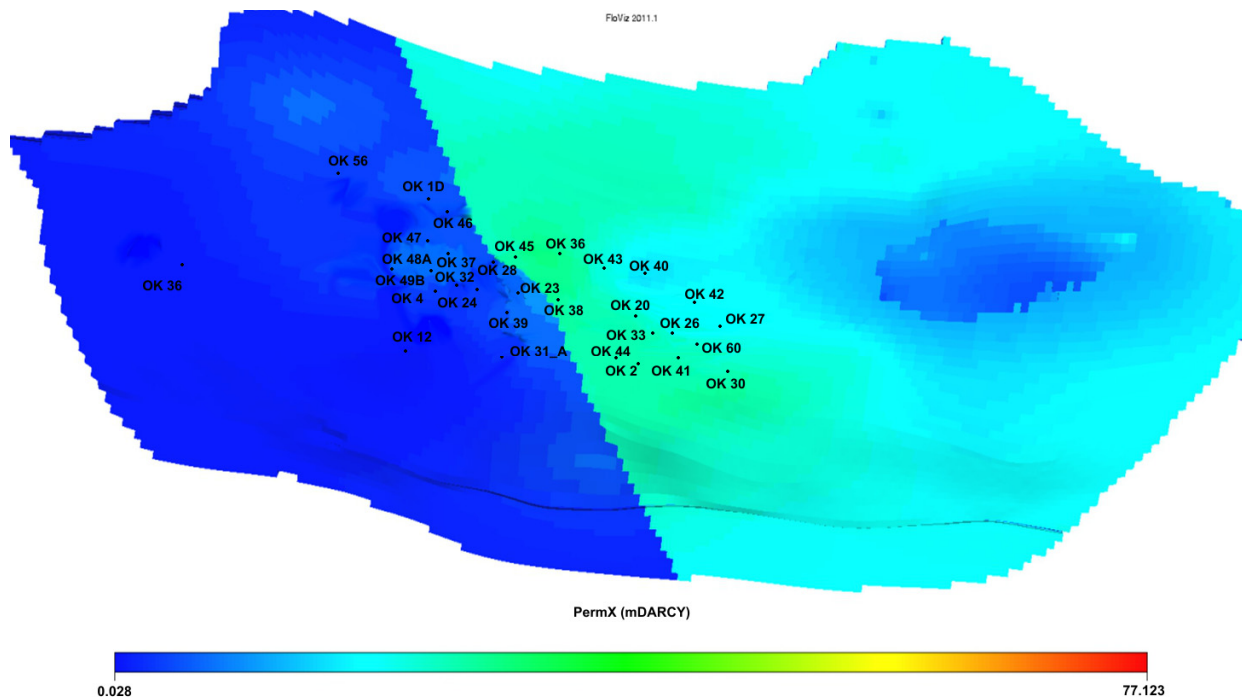 FloViz 2011.1
OK 56
OK 1D
OK 46
OK 47
OK 45
OK 36
OK 48A
OK 37
OK 43
OK 28
OK 40
OK 36
OK 49B
OK 32
OK 23
OK 4
OK 24
OK 42
OK 38
OK 20
OK 39
OK 27
OK 33
OK 26
OK 12
OK 60
OK 31_A
OK 44
OK 2
OK 41
OK 30
PermX (mDARCY)
0.028
77.123